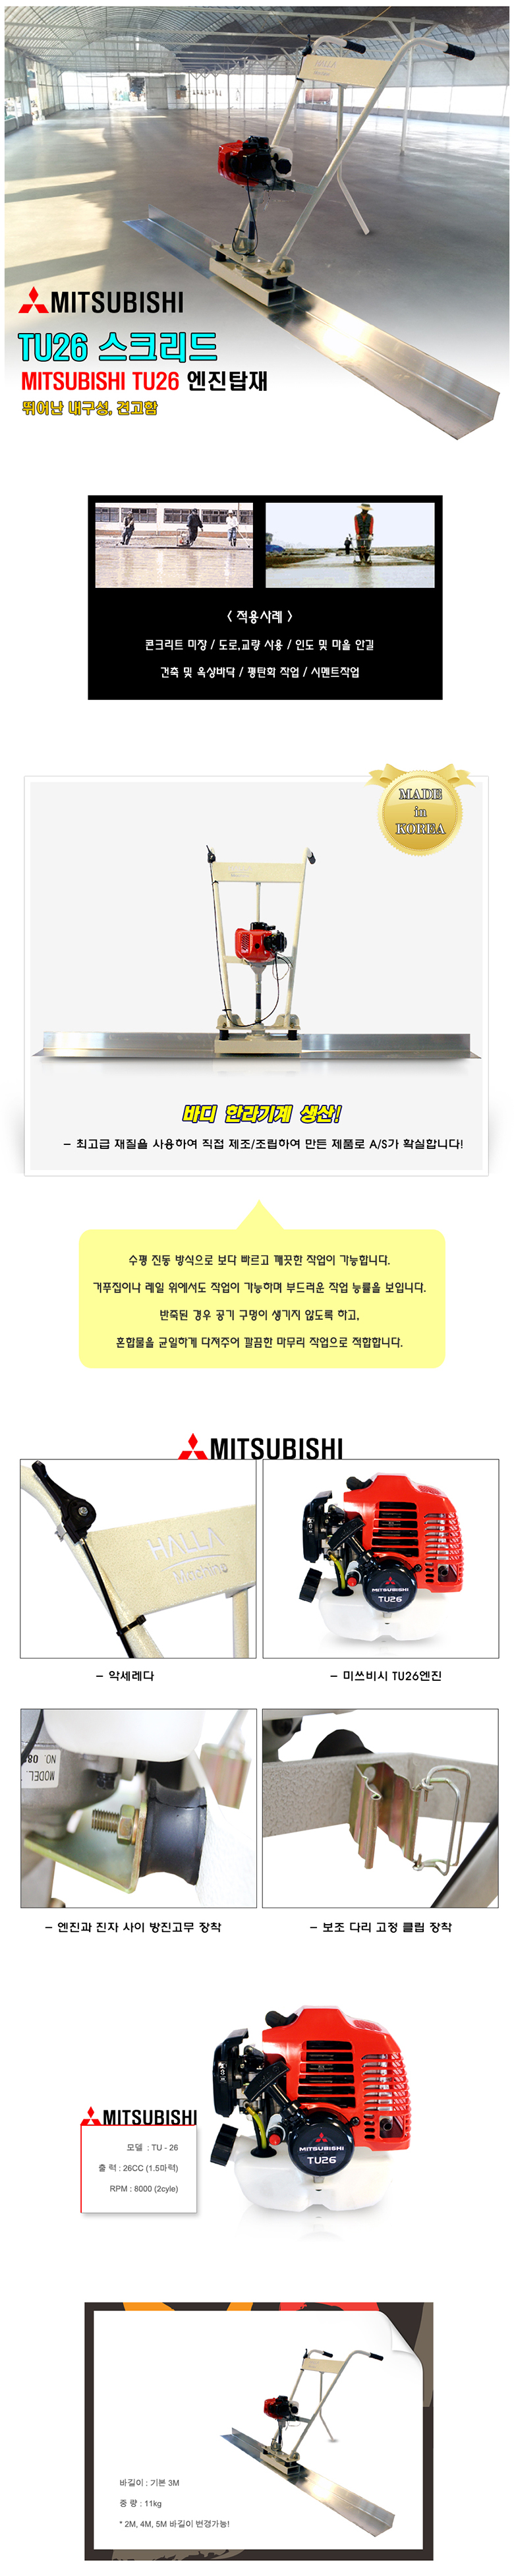 HALLA
Machine
MITSUBISHI
TU26 스크리드
MITSUBISHI TU26 엔진탑재
뛰어난 내구성, 견고함
< 적용사례 >
콘크리트 미장 / 도로,교량 사용 / 인도 및 마을 안길
건축 및 옥상바닥 / 평탄화 작업 / 시멘트작업
MADE
in
KOREA
바디 한라기계 생산!
- 최고급 재질을 사용하여 직접 제조/조립하여 만든 제품로 A/S가 확실합니다!
수평 진동 방식으로 보다 빠르고 깨끗한 작업이 가능합니다.
거푸집이나 레일 위에서도 작업이 가능하며 부드러운 작업 능률을 보입니다.
반죽된 경우 공기 구멍이 생기지 않도록 하고,
혼합물을 균일하게 다져주어 깔끔한 마무리 작업으로 적합합니다.
MITSUBISHI
HALLA
Machine
MITSUBISHI
TU26
- 악세레다
- 미쓰비시 TU26엔진
NO. 088
MODEL.
- 엔진과 진자 사이 방진고무 장착
- 보조 다리 고정 클립 장착
MITSUBISHI
모델 : TU - 26
출 력 : 26CC (1.5마력)
RPM : 8000 (2cyle)
MITSUBISHI
TU26
바길이 : 기본 3M
중 량 : 11kg
* 2M, 4M, 5M 바길이 변경가능!